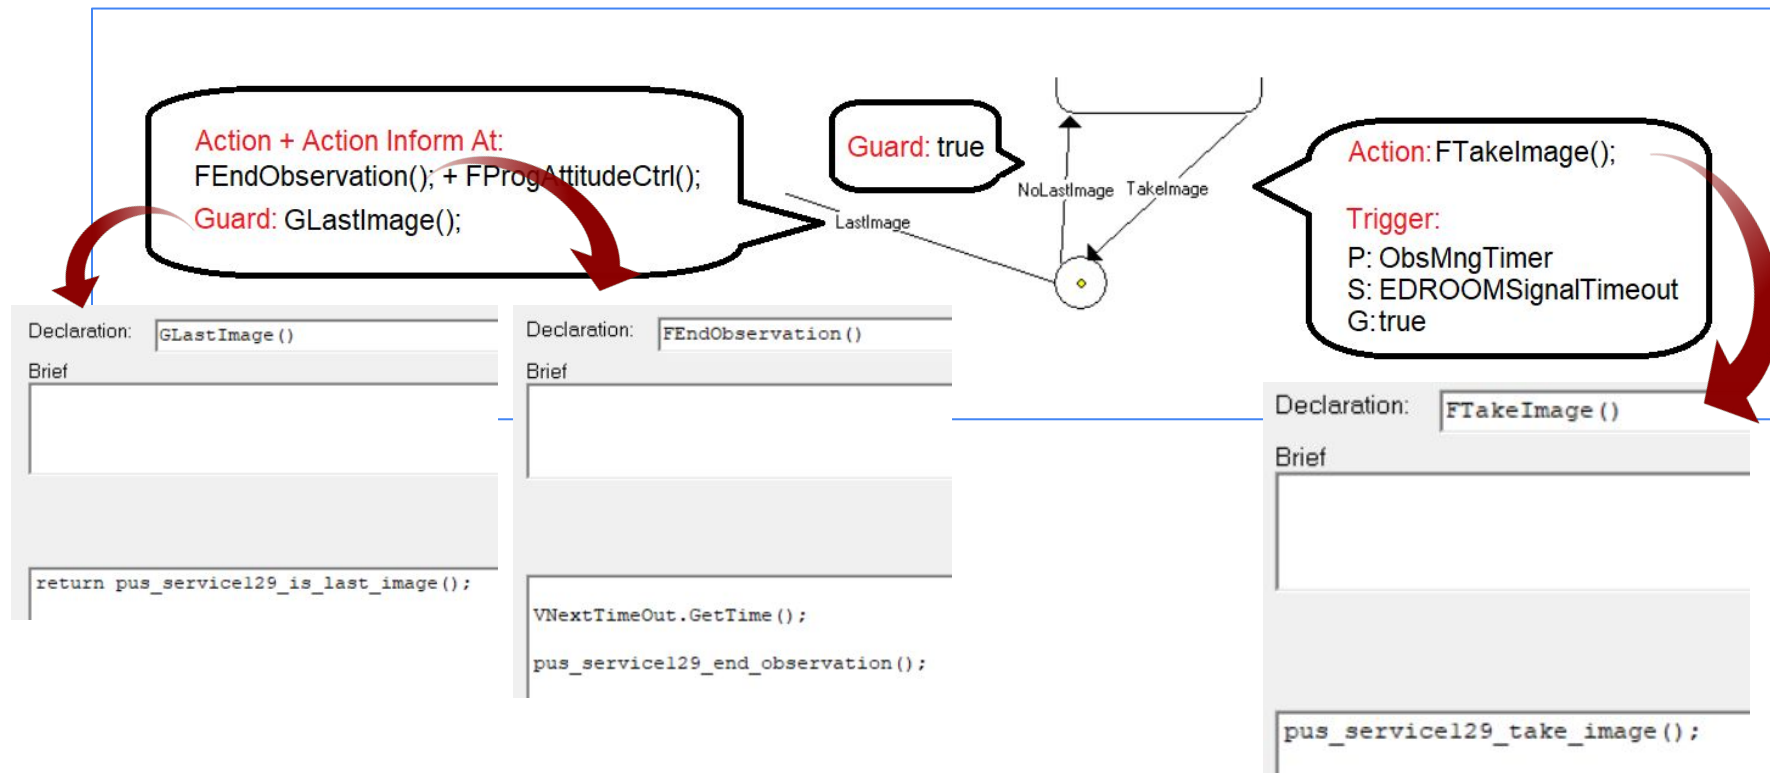 Action + Action Inform At:
FEndObservation(); + FProgAttitudeCtrl();
Guard: GLastImage();
Guard: true
NoLastImage TakeImage
LastImage
Action: FTakeImage();
Trigger:
P: ObsMngTimer
S: EDROOMSignalTimeout
G:true
Declaration: GLastImage()
Brief
return pus_service129_is_last_image();
Declaration: FEndObservation()
Brief
VNextTimeOut.GetTime();
pus_service129_end_observation();
Declaration: FTakeImage()
Brief
pus_service129_take_image();